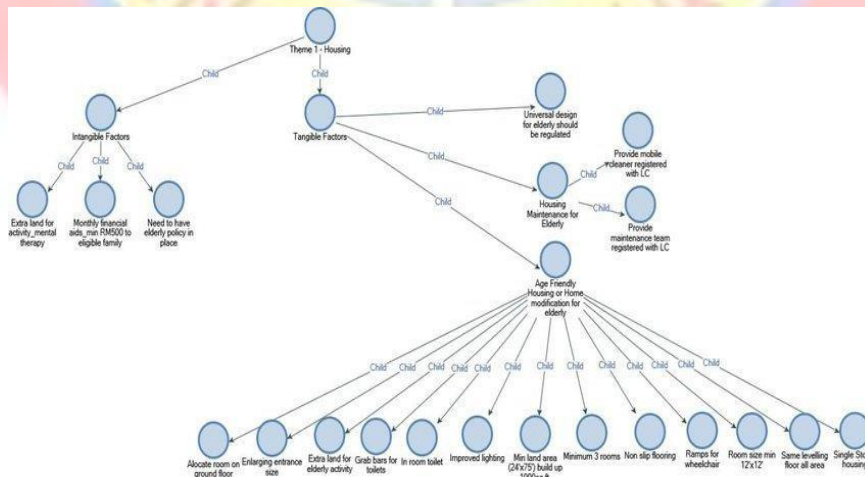 Theme 1 - Housing
Child
Child
Intangible Factors
Tangible Factors
Child
Universal design
for elderly should
be regulated
Child
Child
Housing
Maintenance for
Elderly
Child
Provide mobile
cleaner registered
with LC
Child
Provide
maintenance team
registered with LC
Child
Child
Child
Extra land for
activity_mental
therapy
Monthly financial
aids_min RM500 to
eligible family
Need to have
elderly policy in
place
Age Friendly
Housing or Home
modification for
elderly
Child
Child
Child
Child
Child
Child
Child
Child
Child
Child
Child
Child
Child
Alocate room on
ground floor
Enlarging entrance
size
Extra land for
elderly activity
Grab bars for
toilets
In room toilet
Improved lighting
Min land area
(24'x75') build up
Minimum 3 rooms
Non slip flooring
Ramps for
wheelchair
Room size min
12'x12'
Same levelling
floor all area
Single